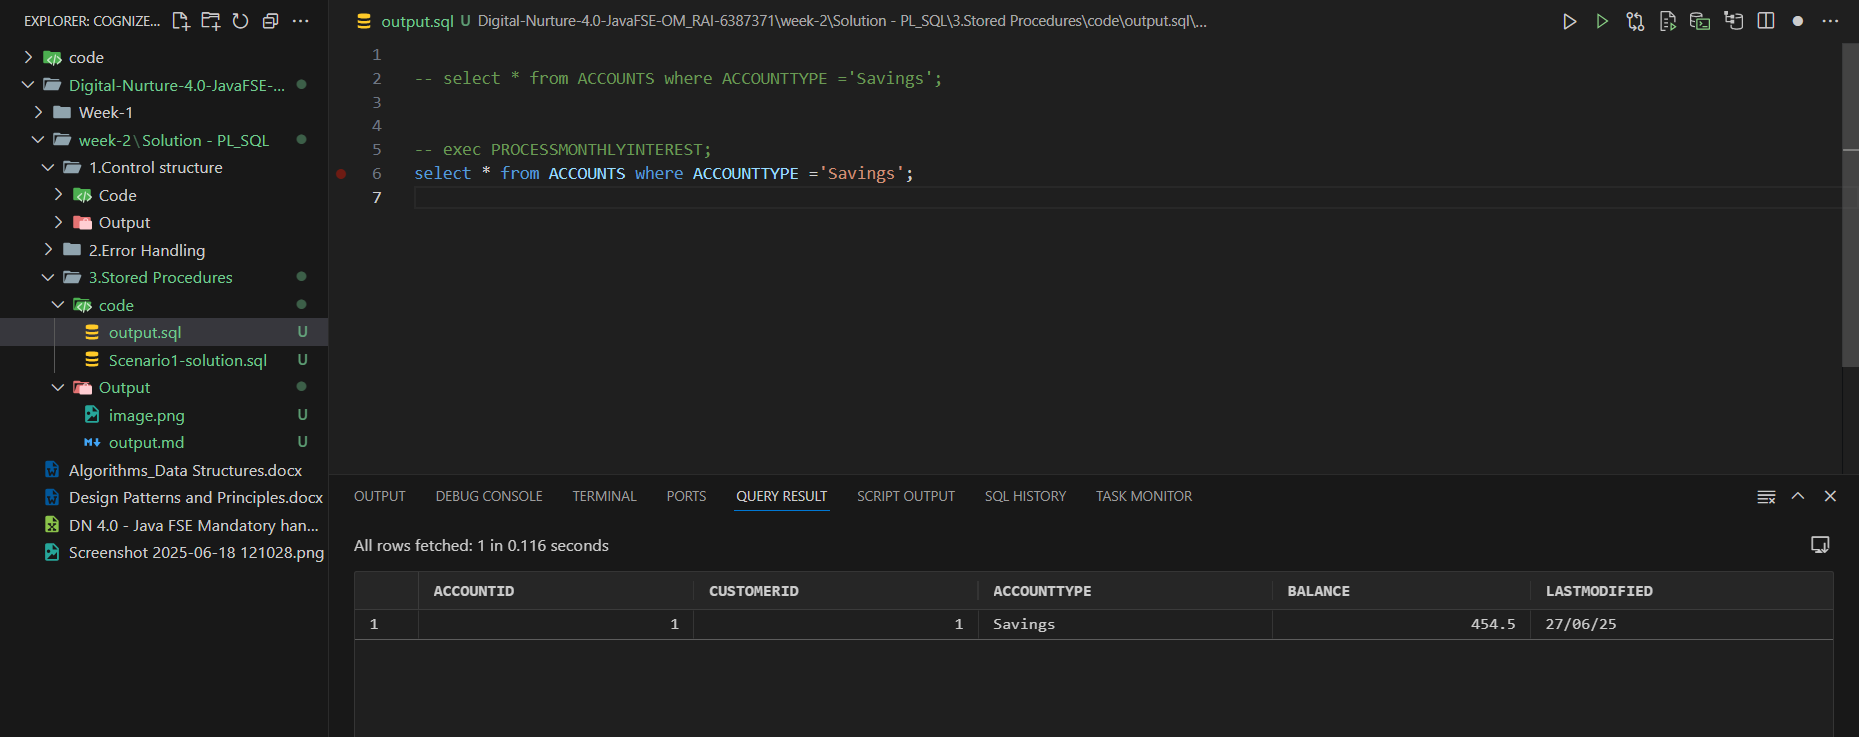 EXPLORER: COGNIZE...
code
Digital-Nurture-4.0-JavaFSE-...
Week-1
week-2\Solution - PL_SQL
1.Control structure
Code
Output
2.Error Handling
3.Stored Procedures
code
output.sql U
Scenario1-solution.sql U
Output
image.png U
output.md U
Algorithms_Data Structures.docx
Design Patterns and Principles.docx
DN 4.0 - Java FSE Mandatory han...
Screenshot 2025-06-18 121028.png
output.sql U Digital-Nurture-4.0-JavaFSE-OM_RAI-6387371\week-2\Solution - PL_SQL\3.Stored Procedures\code\output.sql\...
1
2 -- select * from ACCOUNTS where ACCOUNTTYPE ='Savings';
3
4
5 -- exec PROCESSMONTHLYINTEREST;
6 select * from ACCOUNTS where ACCOUNTTYPE ='Savings';
7
OUTPUT DEBUG CONSOLE TERMINAL PORTS QUERY RESULT SCRIPT OUTPUT SQL HISTORY TASK MONITOR
All rows fetched: 1 in 0.116 seconds
ACCOUNTID CUSTOMERID ACCOUNTTYPE BALANCE LASTMODIFIED
1 1 1 Savings 454.5 27/06/25